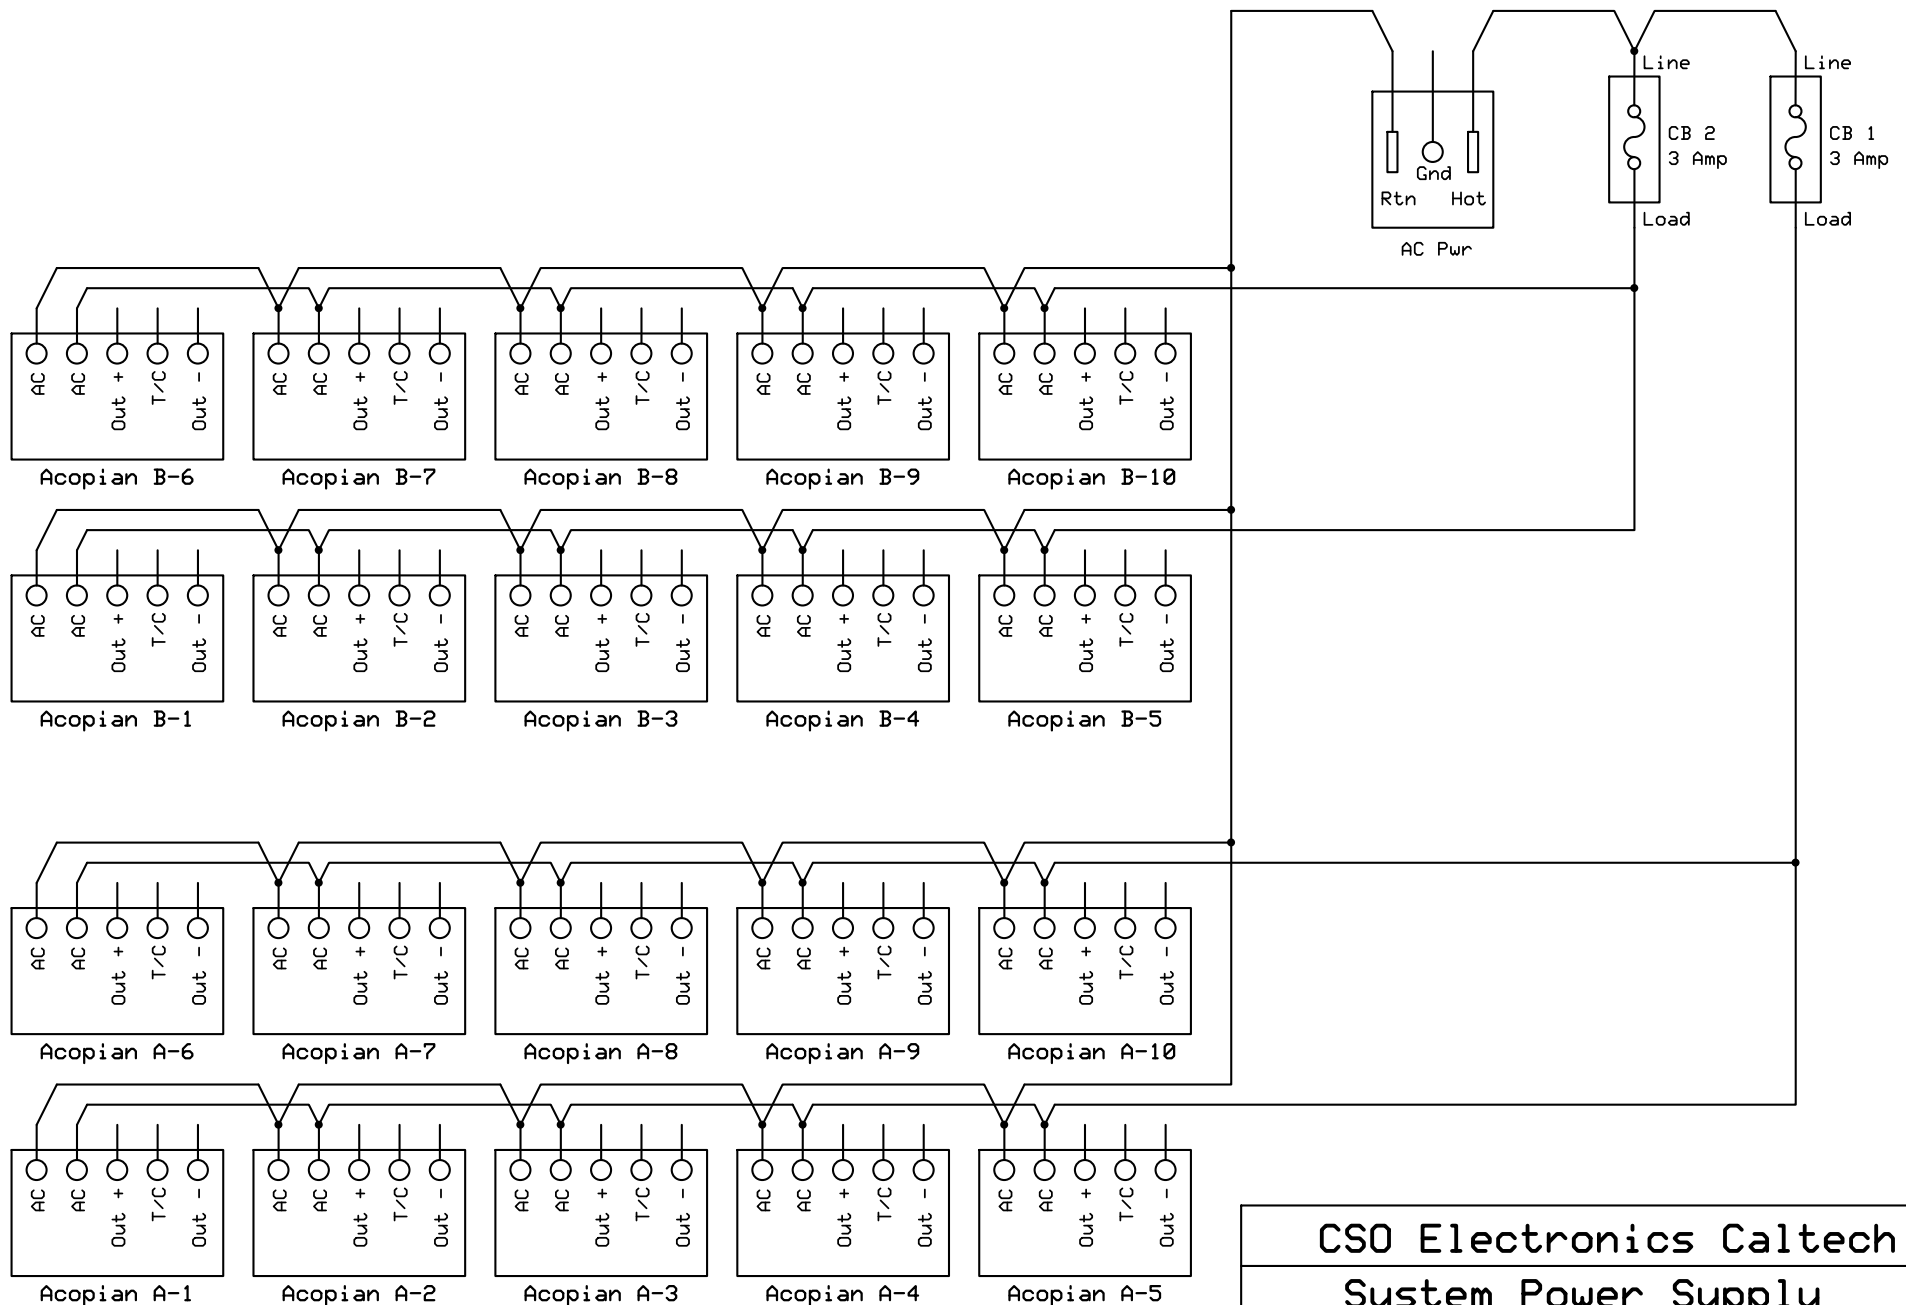 Line Line
CB 2 CB 1
3 Amp 3 Amp
Gnd
Rtn Hot
Load Load
AC Pwr
AC AC Out + T/C Out - AC AC Out + T/C Out - AC AC Out + T/C Out - AC AC Out + T/C Out - AC AC Out + T/C Out -
Acopian B-6 Acopian B-7 Acopian B-8 Acopian B-9 Acopian B-10
AC AC Out + T/C Out - AC AC Out + T/C Out - AC AC Out + T/C Out - AC AC Out + T/C Out - AC AC Out + T/C Out -
Acopian B-1 Acopian B-2 Acopian B-3 Acopian B-4 Acopian B-5
AC AC Out + T/C Out - AC AC Out + T/C Out - AC AC Out + T/C Out - AC AC Out + T/C Out - AC AC Out + T/C Out -
Acopian A-6 Acopian A-7 Acopian A-8 Acopian A-9 Acopian A-10
AC AC Out + T/C Out - AC AC Out + T/C Out - AC AC Out + T/C Out - AC AC Out + T/C Out - AC AC Out + T/C Out -
Acopian A-1 Acopian A-2 Acopian A-3 Acopian A-4 Acopian A-5
CSO Electronics Caltech
System Power Supply